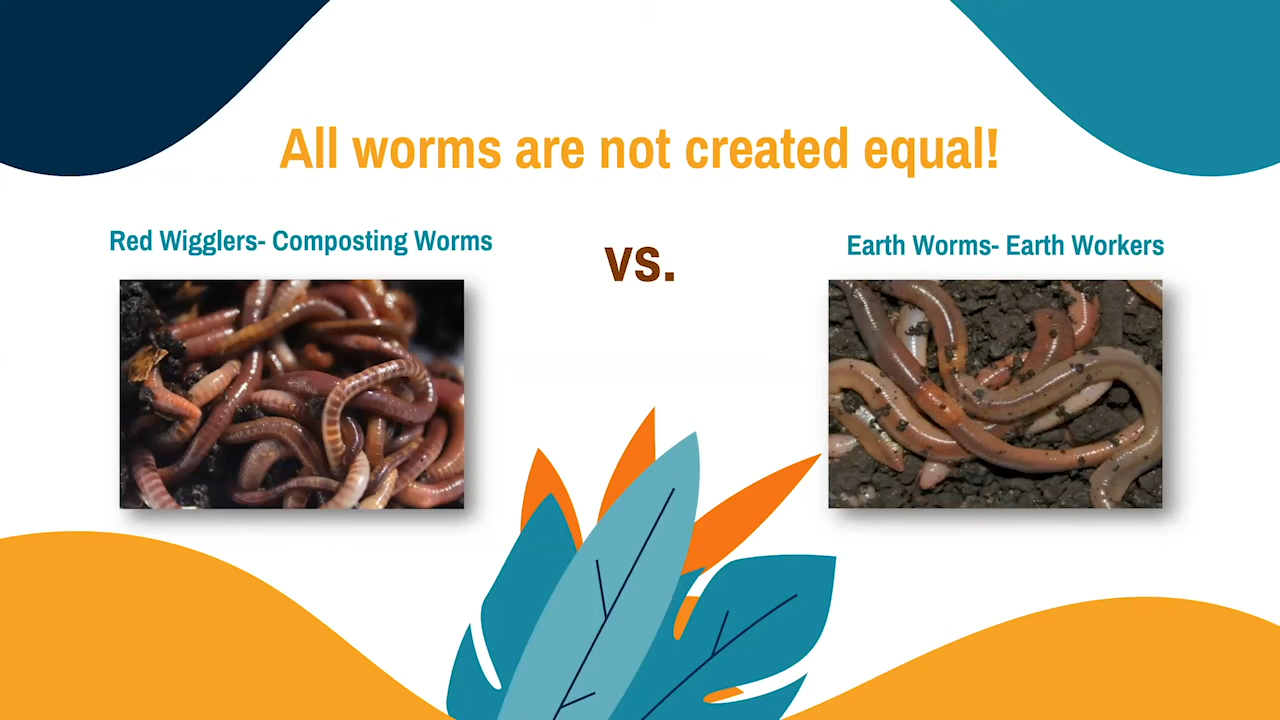 All worms are not created equal!
Red Wigglers- Composting Worms
vs.
Earth Worms- Earth Workers